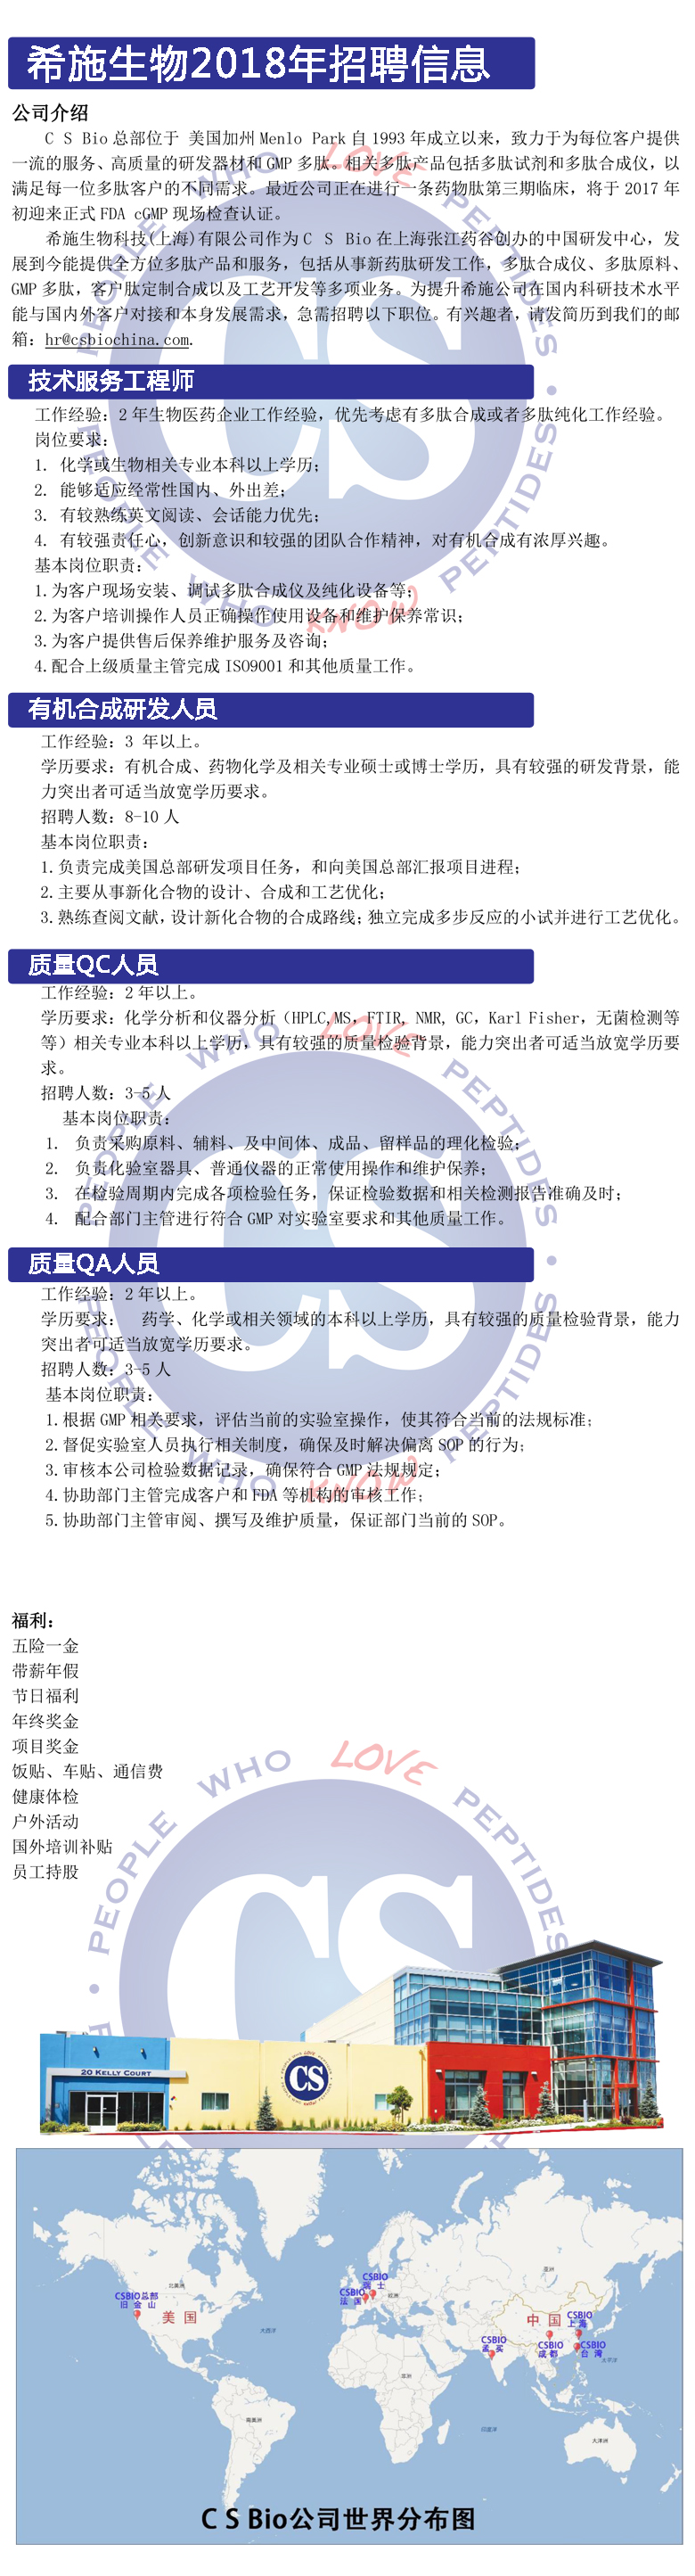 希施生物2018年招聘信息
公司介绍
C S Bio 总部位于 美国加州 Menlo Park 自 1993 年成立以来，致力于为每位客户提供
一流的服务、高质量的研发器材和 GMP 多肽。相关多肽产品包括多肽试剂和多肽合成仪，以
满足每一位多肽客户的不同需求。最近公司正在进行一条药物肽第三期临床，将于 2017 年
初迎来正式 FDA cGMP 现场检查认证。
希施生物科技(上海)有限公司作为 C S Bio 在上海张江药谷创办的中国研发中心，发
展到今能提供全方位多肽产品和服务，包括从事新药肽研发工作，多肽合成仪、多肽原料、
GMP 多肽，客户肽定制合成以及工艺开发等多项业务。为提升希施公司在国内科研技术水平
能与国内外客户对接和本身发展需求，急需招聘以下职位。有兴趣者，请发简历到我们的邮
箱：hr@csbiochina.com.
技术服务工程师
工作经验：2 年生物医药企业工作经验，优先考虑有多肽合成或者多肽纯化工作经验。
岗位要求：
1. 化学或生物相关专业本科以上学历；
2. 能够适应经常性国内、外出差；
3. 有较熟练英文阅读、会话能力优先；
4. 有较强责任心，创新意识和较强的团队合作精神，对有机合成有浓厚兴趣。
基本岗位职责：
1.为客户现场安装、调试多肽合成仪及纯化设备等；
2.为客户培训操作人员正确操作使用设备和维护保养常识；
3.为客户提供售后保养维护服务及咨询；
4.配合上级质量主管完成 ISO9001 和其他质量工作。
有机合成研发人员
工作经验：3 年以上。
学历要求：有机合成、药物化学及相关专业硕士或博士学历，具有较强的研发背景，能
力突出者可适当放宽学历要求。
招聘人数：8-10 人
基本岗位职责：
1.负责完成美国总部研发项目任务，和向美国总部汇报项目进程；
2.主要从事新化合物的设计、合成和工艺优化；
3.熟练查阅文献，设计新化合物的合成路线；独立完成多步反应的小试并进行工艺优化。
质量QC人员
工作经验：2 年以上。
学历要求：化学分析和仪器分析（HPLC,MS, FTIR, NMR, GC, Karl Fisher, 无菌检测等
等）相关专业本科以上学历，具有较强的质量检验背景，能力突出者可适当放宽学历要
求。
招聘人数：3-5 人
基本岗位职责：
1. 负责采购原料、辅料、及中间体、成品、留样品的理化检验；
2. 负责化验室器具、普通仪器的正常使用操作和维护保养；
3. 在检验周期内完成各项检验任务，保证检验数据和相关检测报告准确及时；
4. 配合部门主管进行符合 GMP 对实验室要求和其他质量工作。
质量QA人员
工作经验：2 年以上。
学历要求： 药学、化学或相关领域的本科以上学历，具有较强的质量检验背景，能力
突出者可适当放宽学历要求。
招聘人数：3-5 人
基本岗位职责：
1.根据 GMP 相关要求，评估当前的实验室操作，使其符合当前的法规标准；
2.督促实验室人员执行相关制度，确保及时解决偏离 SOP 的行为；
3.审核本公司检验数据记录，确保符合 GMP 法规规定；
4.协助部门主管完成客户和 FDA 等机构的审核工作；
5.协助部门主管审阅、撰写及维护质量，保证部门当前的 SOP。
福利：
五险一金
带薪年假
节日福利
年终奖金
项目奖金
饭贴、车贴、通信费
健康体检
户外活动
国外培训补贴
员工持股
PEOPLE WHO LOVE PEPTIDES
CS
20 KELLY COURT
CS
北美洲
CSBIO总部
旧 金 山
美 国
大西洋
CSBIO
瑞 士
CSBIO
法 国
欧洲
亚洲
中 国
CSBIO
上 海
CSBIO
孟 买
CSBIO
成 都
CSBIO
台 湾
太平洋
非洲
南美洲
印度洋
大洋洲
C S Bio公司世界分布图